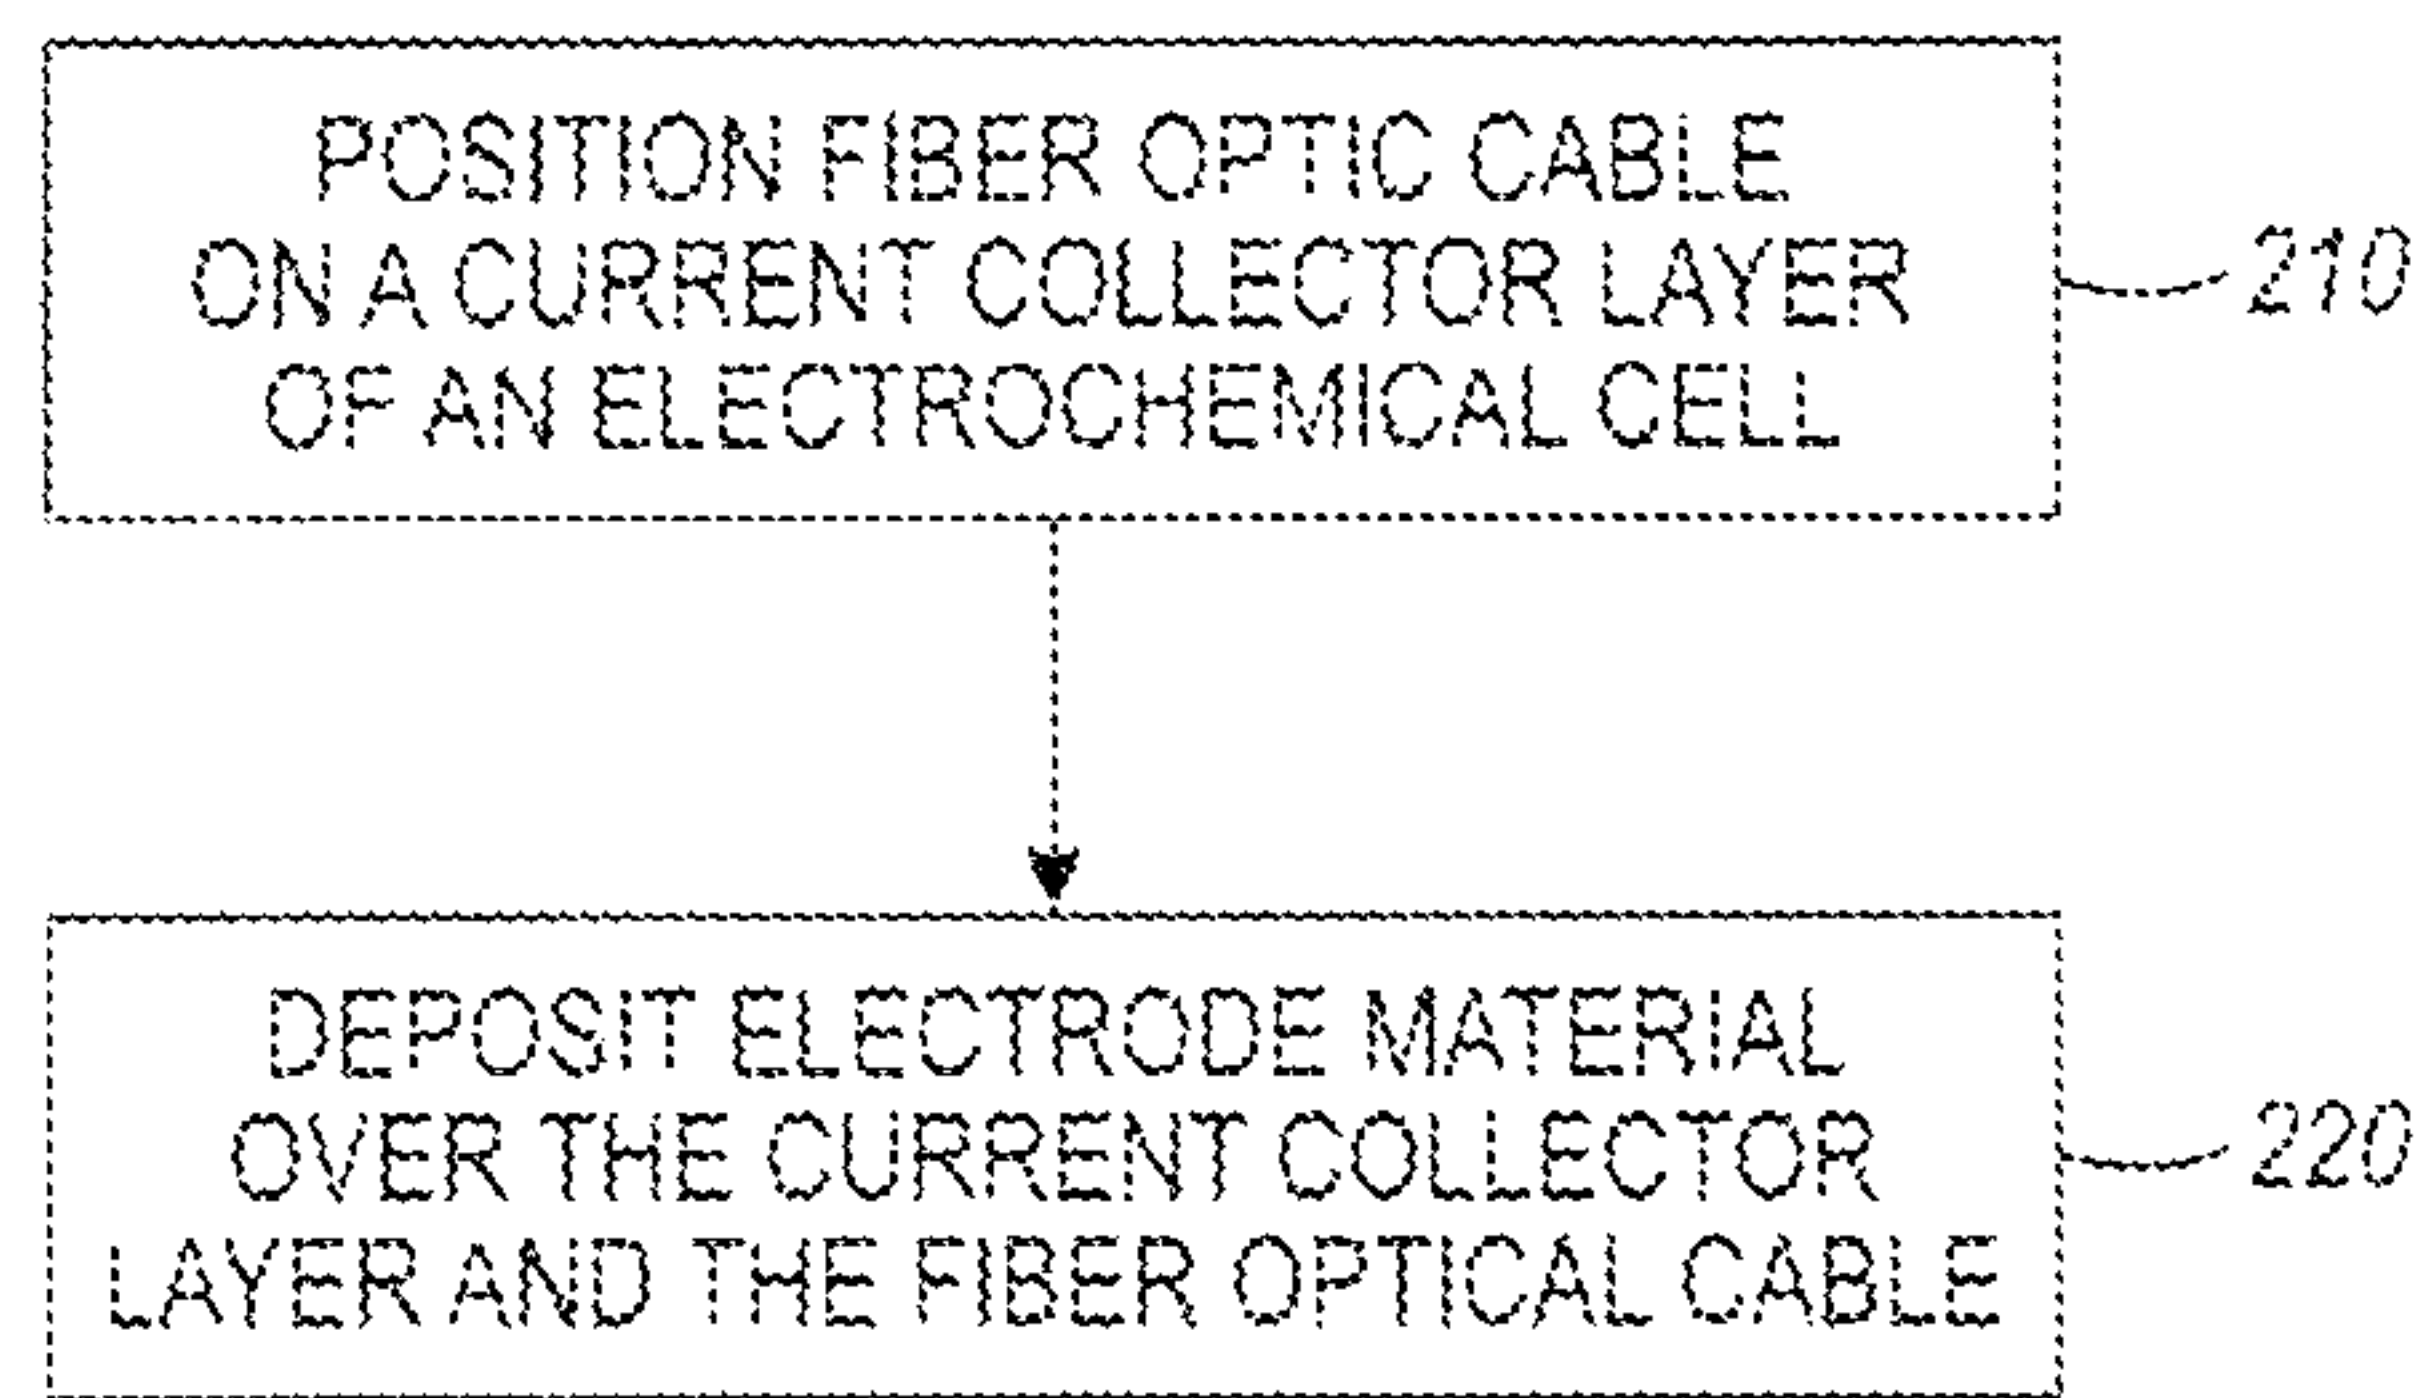 POSITION FIBER OPTIC CABLE
ON A CURRENT COLLECTOR LAYER
OF AN ELECTROCHEMICAL CELL
210
DEPOSIT ELECTRODE MATERIAL
OVER THE CURRENT COLLECTOR
LAYER AND THE FIBER OPTICAL CABLE
220